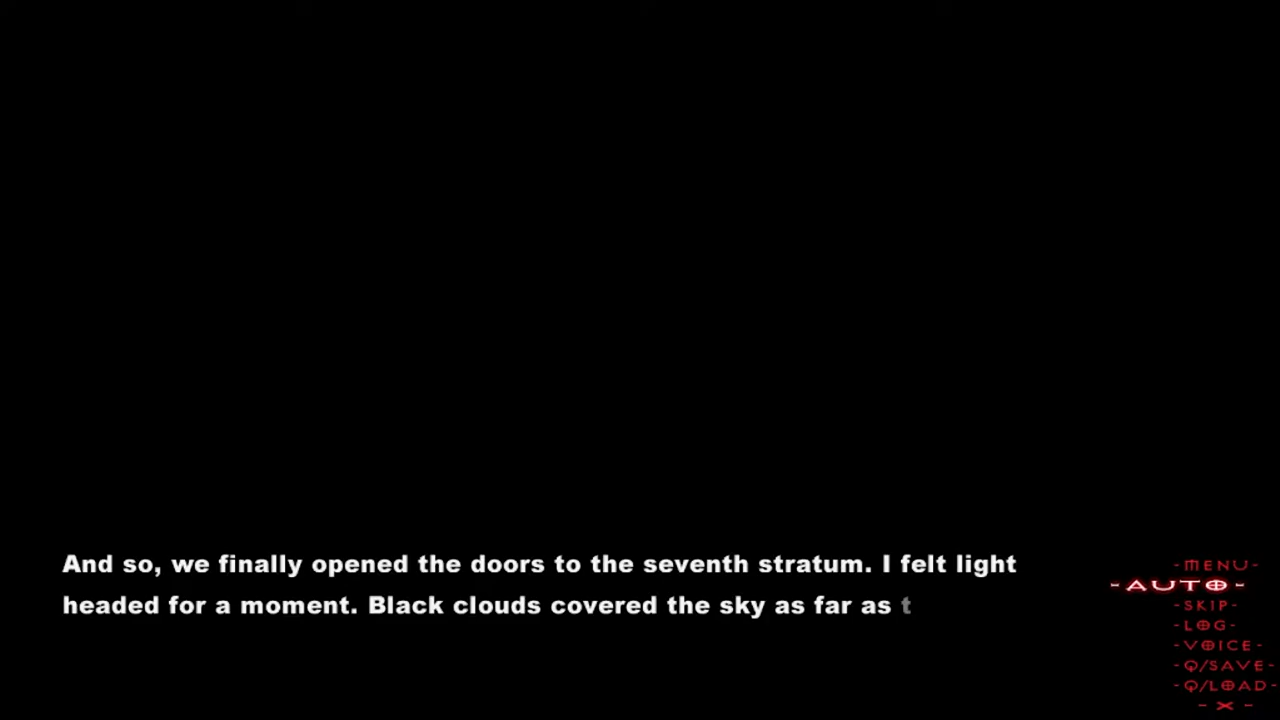 And so, we finally opened the doors to the seventh stratum. I felt light
headed for a moment. Black clouds covered the sky as far as t
-MENU-
-AUTO-
-SKIP-
-LOG-
-VOICE-
-Q/SAVE-
-Q/LOAD-
-X-